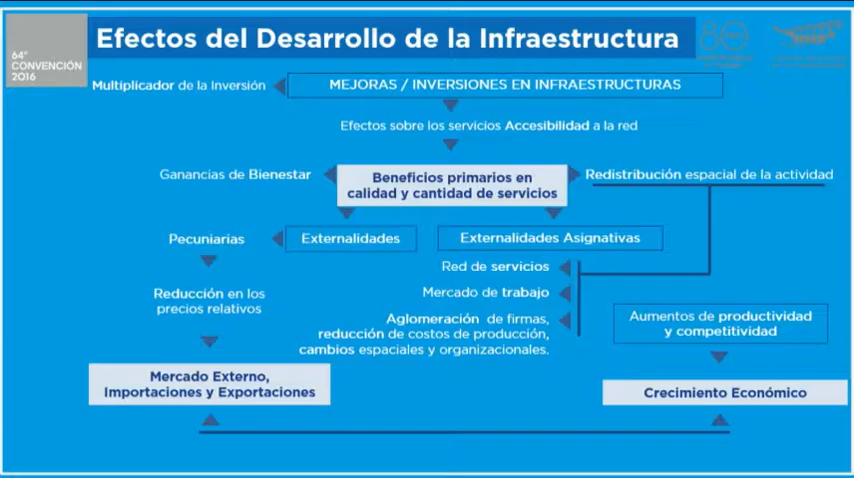 64°
CONVENCIÓN
2016
Efectos del Desarrollo de la Infraestructura
80
Multiplicador de la Inversión
MEJORAS / INVERSIONES EN INFRAESTRUCTURAS
Efectos sobre los servicios Accesibilidad a la red
Ganancias de Bienestar
Beneficios primarios en
calidad y cantidad de servicios
Redistribución espacial de la actividad
Pecuniarias
Externalidades
Externalidades Asignativas
Red de servicios
Mercado de trabajo
Reducción en los
precios relativos
Aglomeración de firmas,
reducción de costos de producción,
cambios espaciales y organizacionales.
Aumentos de productividad
y competitividad
Mercado Externo,
Importaciones y Exportaciones
Crecimiento Económico